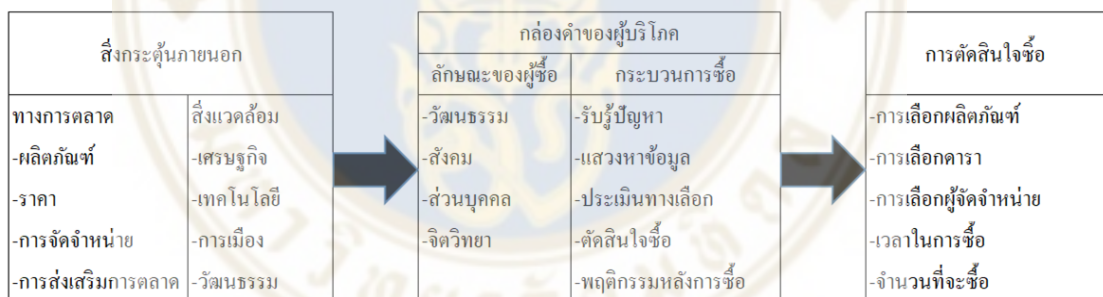 สิ่งกระตุ้นภายนอก
ทางการตลาด สิ่งแวดล้อม
-ผลิตภัณฑ์ -เศรษฐกิจ
-ราคา -เทคโนโลยี
-การจัดจำหน่าย -การเมือง
-การส่งเสริมการตลาด -วัฒนธรรม
กล่องดำของผู้บริโภค
ลักษณะของผู้ซื้อ กระบวนการซื้อ
-วัฒนธรรม -รับรู้ปัญหา
-สังคม -แสวงหาข้อมูล
-ส่วนบุคคล -ประเมินทางเลือก
-จิตวิทยา -ตัดสินใจซื้อ
-พฤติกรรมหลังการซื้อ
การตัดสินใจซื้อ
-การเลือกผลิตภัณฑ์
-การเลือกดารา
-การเลือกผู้จัดจำหน่าย
-เวลาในการซื้อ
-จำนวนที่จะซื้อ